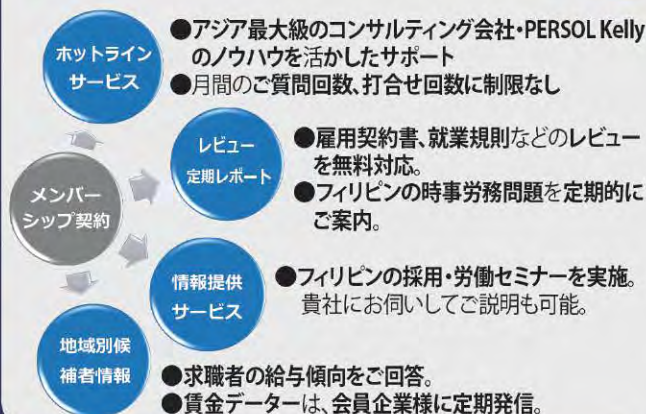 ホットライン
サービス
●アジア最大級のコンサルティング会社・PERSOL Kelly
のノウハウを活かしたサポート
●月間のご質問回数、打合せ回数に制限なし
レビュー
定期レポート
●雇用契約書、就業規則などのレビュー
を無料対応。
●フィリピンの時事労務問題を定期的に
ご案内。
メンバー
シップ契約
情報提供
サービス
●フィリピンの採用・労働セミナーを実施。
貴社にお伺いしてご説明も可能。
地域別候
補者情報
●求職者の給与傾向をご回答。
●賃金データーは、会員企業様に定期発信。